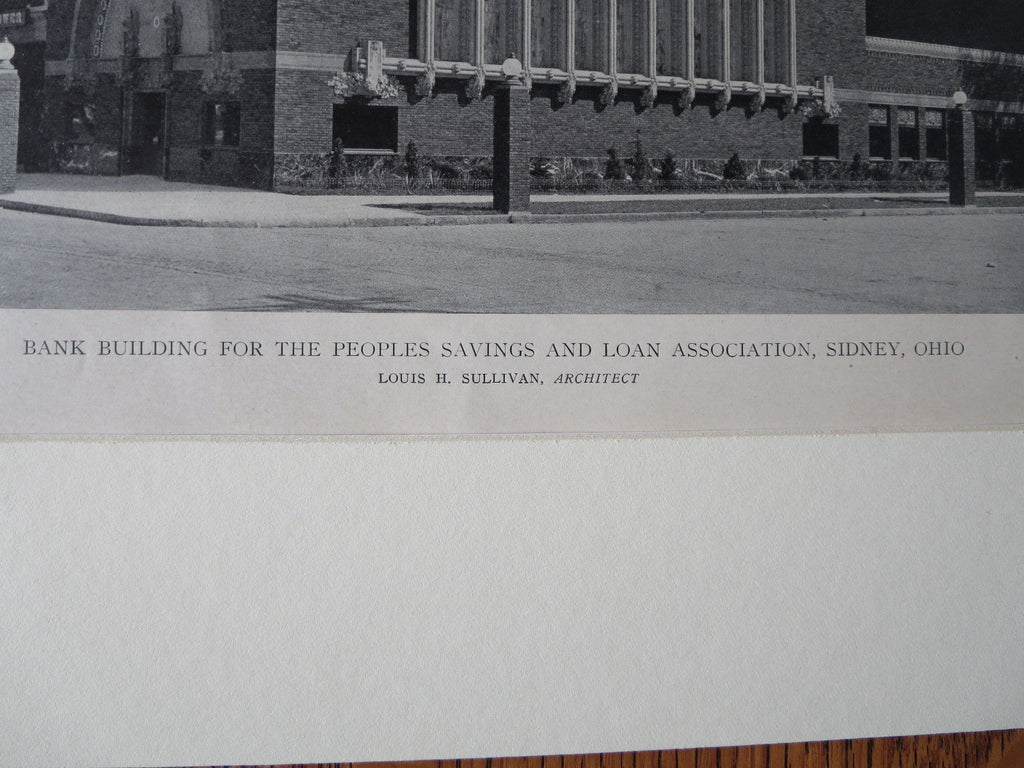 BANK BUILDING FOR THE PEOPLES SAVINGS AND LOAN ASSOCIATION, SIDNEY, OHIO
LOUIS H. SULLIVAN, ARCHITECT